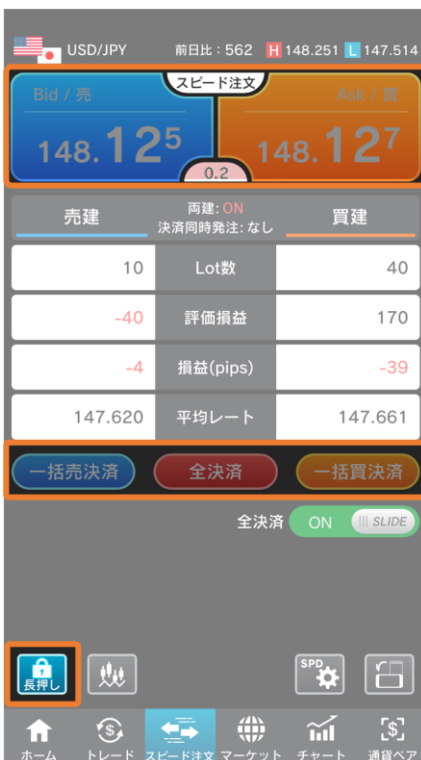 USD/JPY 前日比：562 H 148.251 L 147.514
スピード注文
Bid / 売 Ask / 買
148.125 148.127
0.2
売建 両建: ON 買建
決済同時発注: なし
10 Lot数 40
-40 評価損益 170
-4 損益(pips) -39
147.620 平均レート 147.661
一括売決済 全決済 一括買決済
全決済 ON SLIDE
長押し SPD
ホーム トレード スピード注文 マーケット チャート 通貨ペア